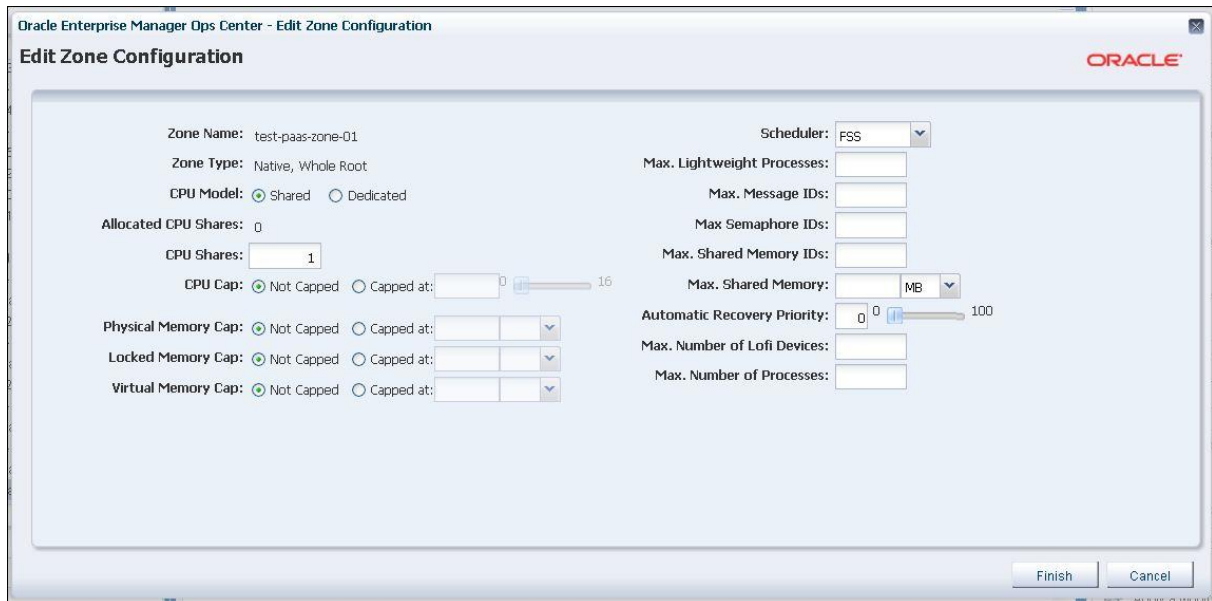 Oracle Enterprise Manager Ops Center - Edit Zone Configuration
Edit Zone Configuration
ORACLE
Zone Name: test-paas-zone-01
Zone Type: Native, Whole Root
CPU Model: Shared Dedicated
Allocated CPU Shares: 0
CPU Shares: 1
CPU Cap: Not Capped Capped at: 0 16
Physical Memory Cap: Not Capped Capped at:
Locked Memory Cap: Not Capped Capped at:
Virtual Memory Cap: Not Capped Capped at:
Scheduler: FSS
Max. Lightweight Processes:
Max. Message IDs:
Max Semaphore IDs:
Max. Shared Memory IDs:
Max. Shared Memory: MB
Automatic Recovery Priority: 0 0 100
Max. Number of Lofi Devices:
Max. Number of Processes:
Finish Cancel